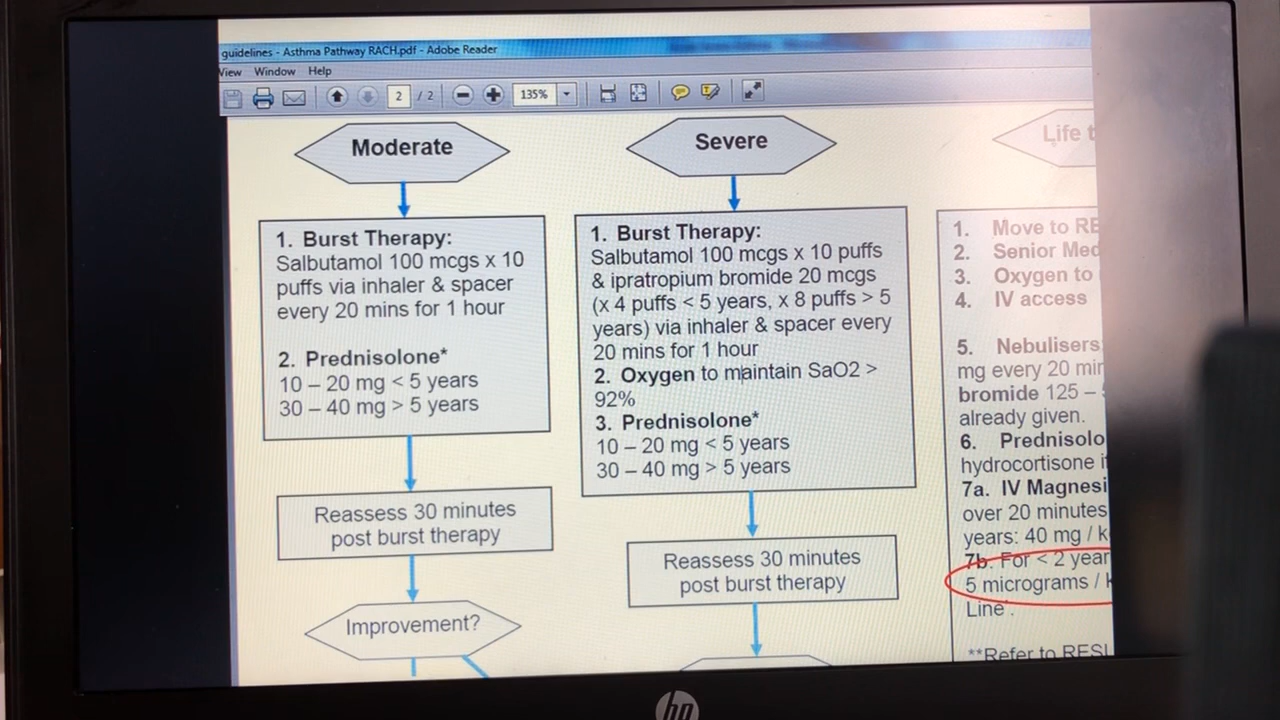 guidelines - Asthma Pathway RACH.pdf - Adobe Reader
View Window Help
2 / 2
135%
Moderate
1. Burst Therapy:
Salbutamol 100 mcgs x 10
puffs via inhaler & spacer
every 20 mins for 1 hour
2. Prednisolone*
10 – 20 mg < 5 years
30 – 40 mg > 5 years
Reassess 30 minutes
post burst therapy
Improvement?
Severe
1. Burst Therapy:
Salbutamol 100 mcgs x 10 puffs
& ipratropium bromide 20 mcgs
(x 4 puffs < 5 years, x 8 puffs > 5
years) via inhaler & spacer every
20 mins for 1 hour
2. Oxygen to maintain SaO2 >
92%
3. Prednisolone*
10 – 20 mg < 5 years
30 – 40 mg > 5 years
Reassess 30 minutes
post burst therapy
Life
1. Move to
2. Senior
3. Oxygen to
4. IV access
5. Nebulisers
mg every 20
bromide 125 –
already given.
6.
hydrocortisone
7a. IV
over 20 minutes
years: 40 mg /
7b. For < 2
5 micrograms /
Line.
**Refer to
hp